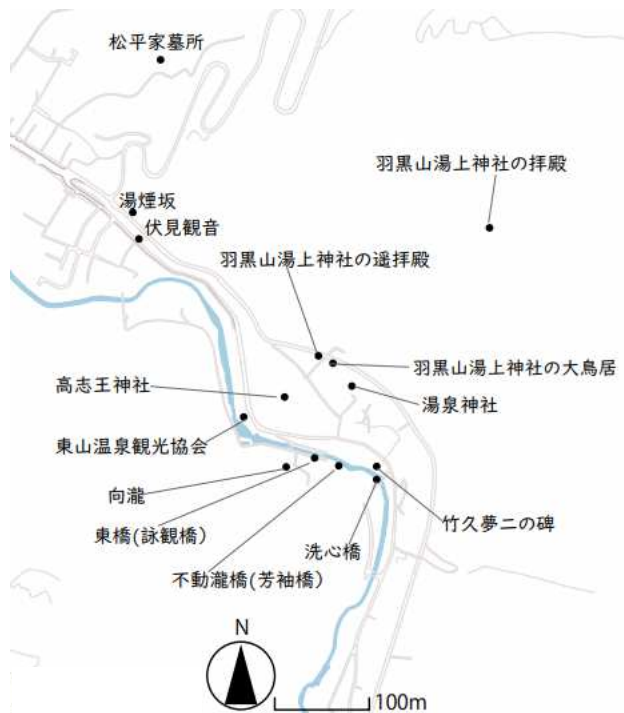 松平家墓所
羽黒山湯上神社の拝殿
湯煙坂
伏見観音
羽黒山湯上神社の遥拝殿
羽黒山湯上神社の大鳥居
高志王神社
湯泉神社
東山温泉観光協会
向瀧
東橋(詠観橋)
竹久夢二の碑
洗心橋
不動瀧橋(芳袖橋)
N
100m